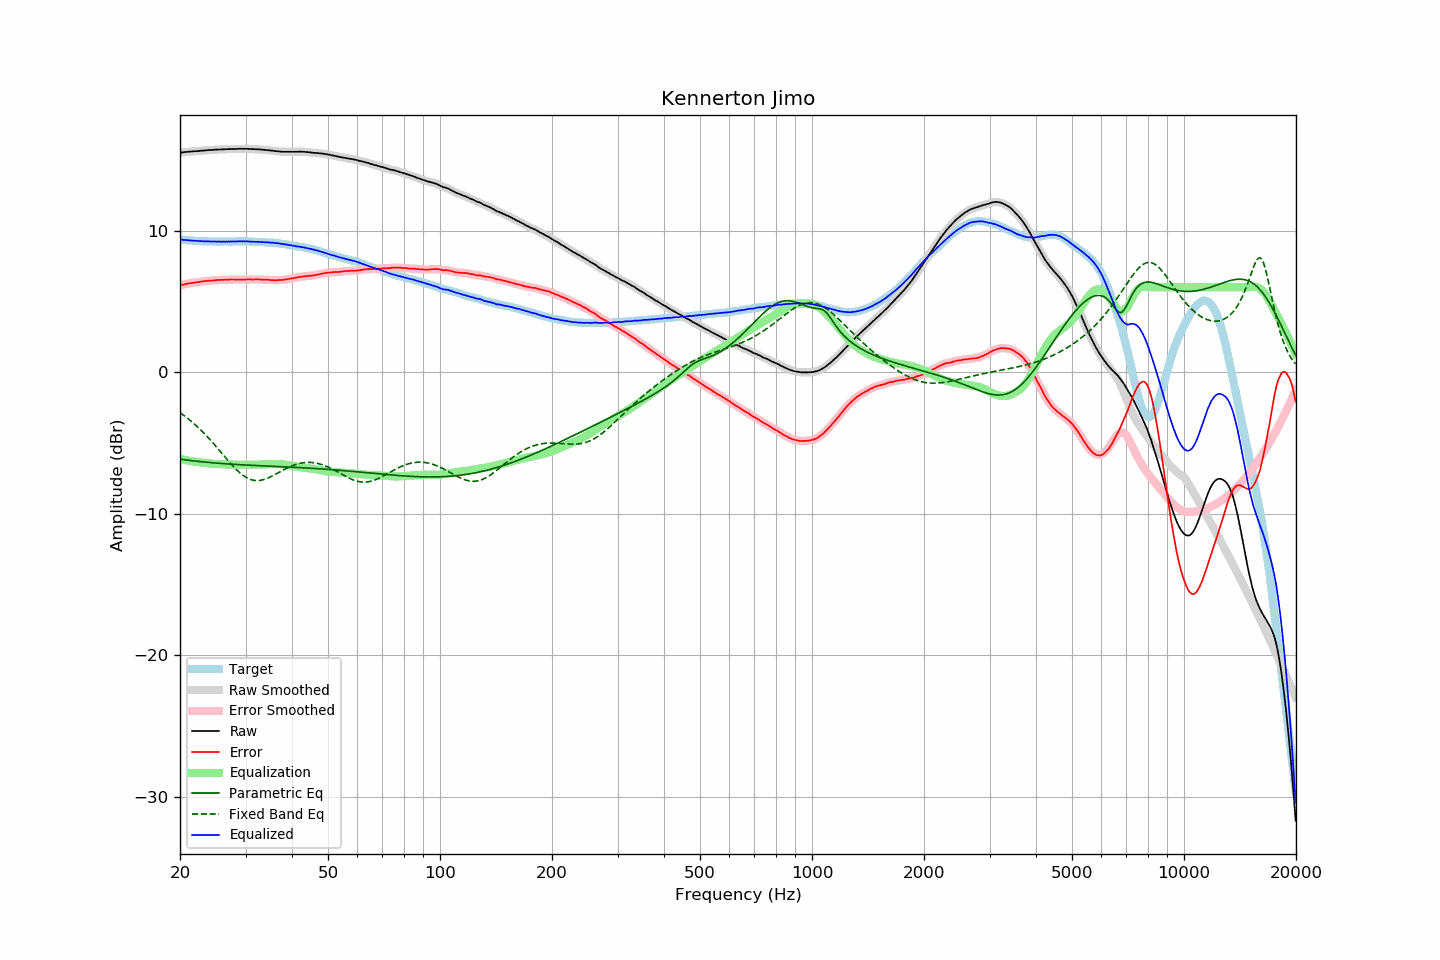 Kennerton Jimo
Amplitude (dBr)
10
0
−10
−20
−30
Target
Raw Smoothed
Error Smoothed
Raw
Error
Equalization
Parametric Eq
Fixed Band Eq
Equalized
20 50 100 200 500 1000 2000 5000 10000 20000
Frequency (Hz)